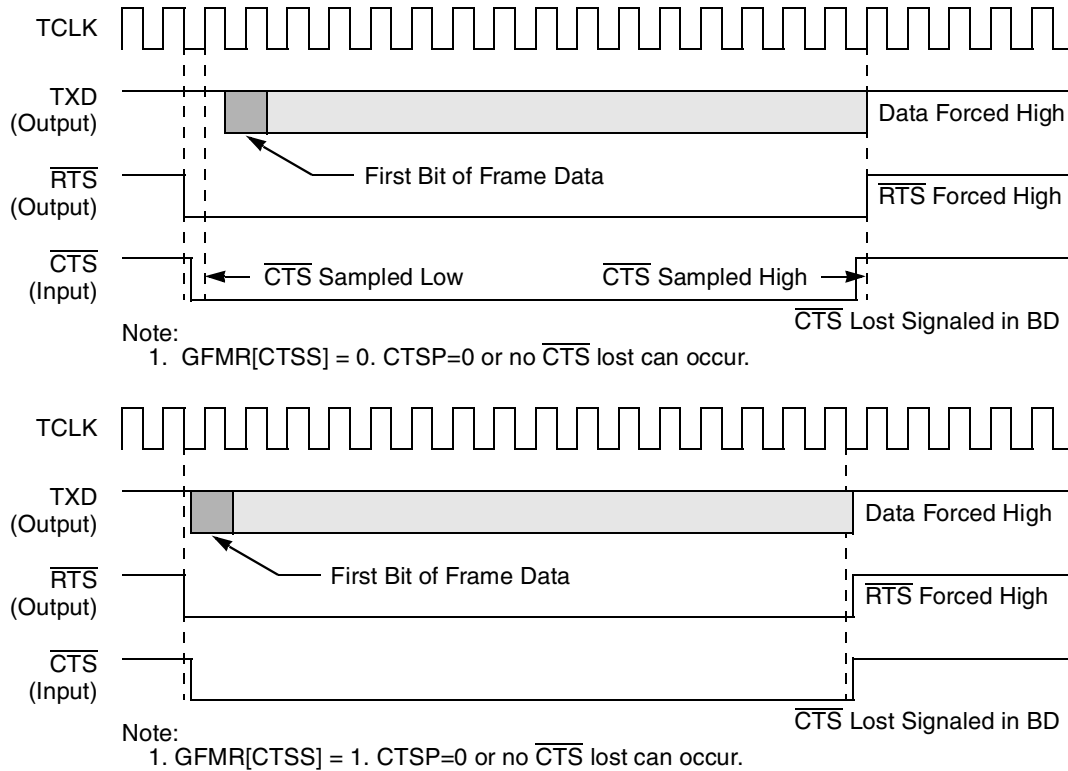 TCLK
TXD
(Output)
Data Forced High
First Bit of Frame Data
RTS
(Output)
RTS Forced High
CTS
(Input)
CTS Sampled Low
CTS Sampled High
CTS Lost Signaled in BD
Note:
1. GFMR[CTSS] = 0. CTSP=0 or no CTS lost can occur.
TCLK
TXD
(Output)
Data Forced High
First Bit of Frame Data
RTS
(Output)
RTS Forced High
CTS
(Input)
CTS Lost Signaled in BD
Note:
1. GFMR[CTSS] = 1. CTSP=0 or no CTS lost can occur.